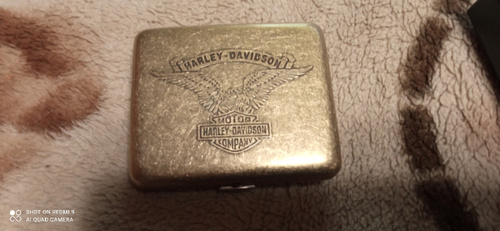 HARLEY-DAVIDSON
MOTOR
HARLEY-DAVIDSON
COMPANY
SHOT ON REDMI 9
AI QUAD CAMERA